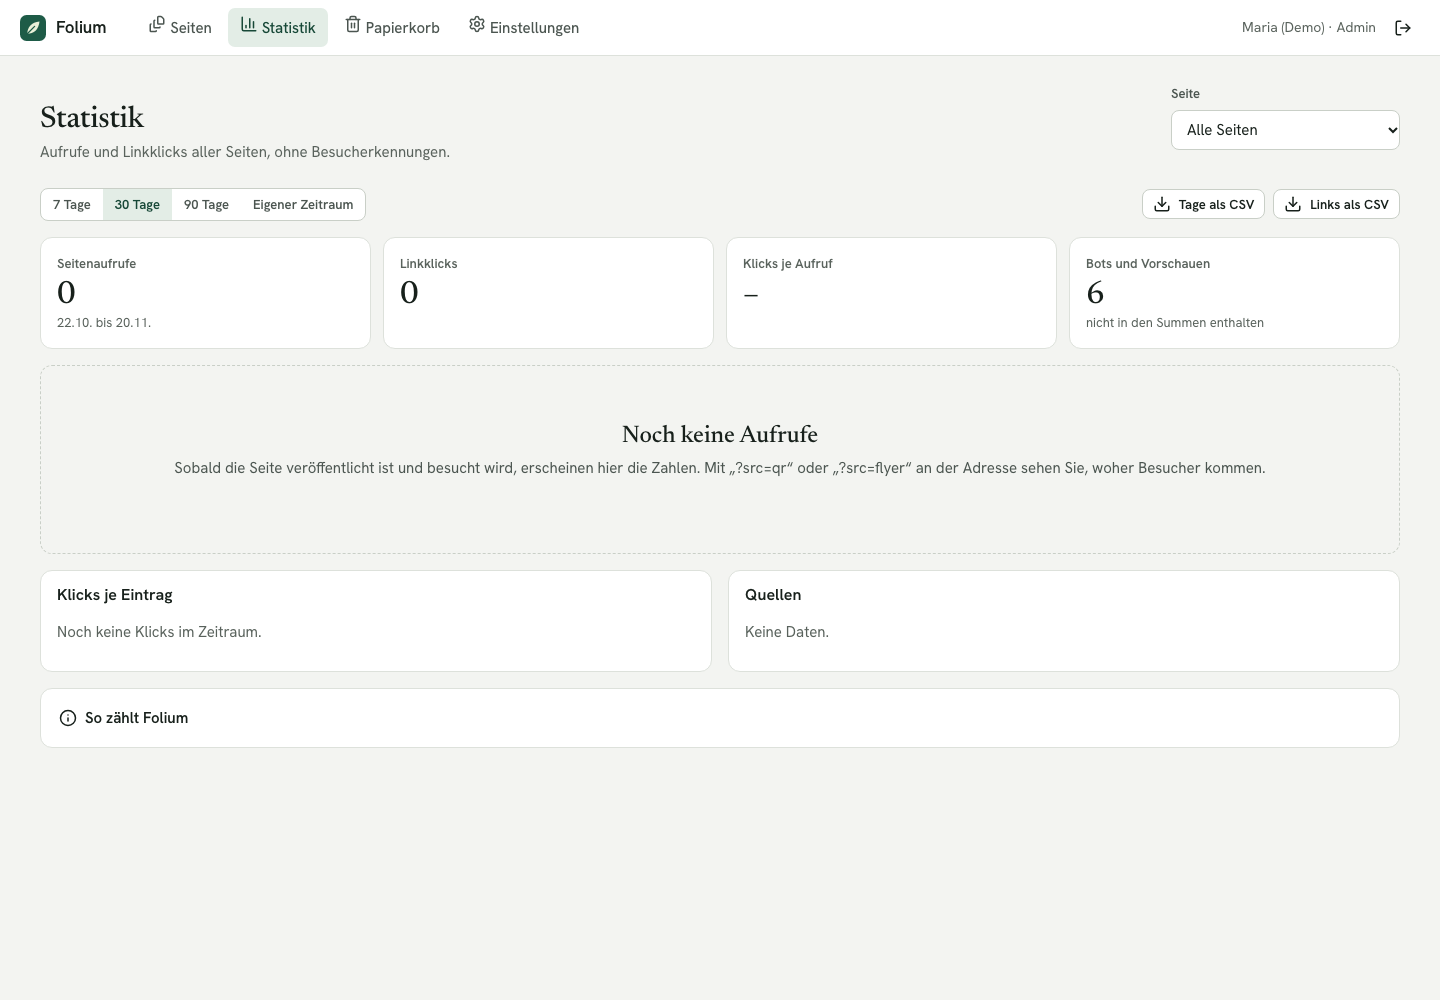 Folium
Seiten
Statistik
Papierkorb
Einstellungen
Maria (Demo) · Admin
Statistik
Aufrufe und Linkklicks aller Seiten, ohne Besucherkennungen.
Seite
Alle Seiten
7 Tage
30 Tage
90 Tage
Eigener Zeitraum
Tage als CSV
Links als CSV
Seitenaufrufe
0
22.10. bis 20.11.
Linkklicks
0
Klicks je Aufruf
–
Bots und Vorschauen
6
nicht in den Summen enthalten
Noch keine Aufrufe
Sobald die Seite veröffentlicht ist und besucht wird, erscheinen hier die Zahlen. Mit „?src=qr“ oder „?src=flyer“ an der Adresse sehen Sie, woher Besucher kommen.
Klicks je Eintrag
Noch keine Klicks im Zeitraum.
Quellen
Keine Daten.
So zählt Folium